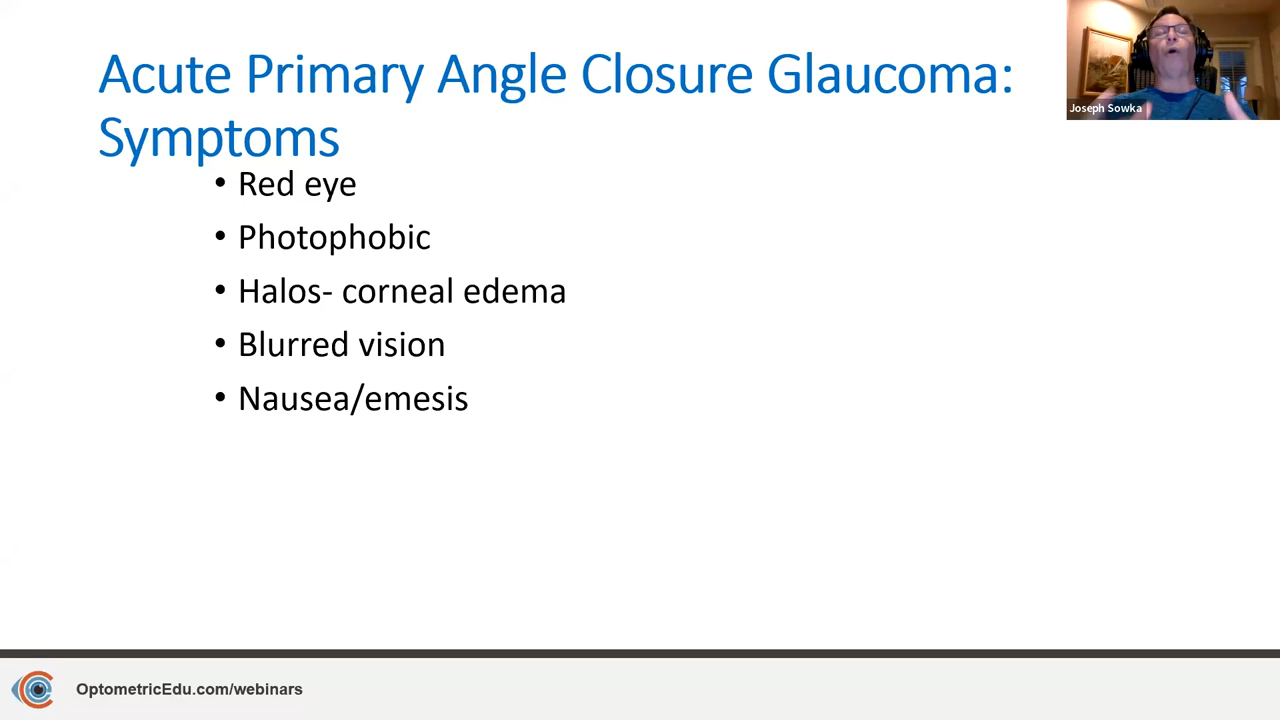 Acute Primary Angle Closure Glaucoma:
Symptoms
• Red eye
• Photophobic
• Halos- corneal edema
• Blurred vision
• Nausea/emesis
Joseph Sowka
OptometricEdu.com/webinars